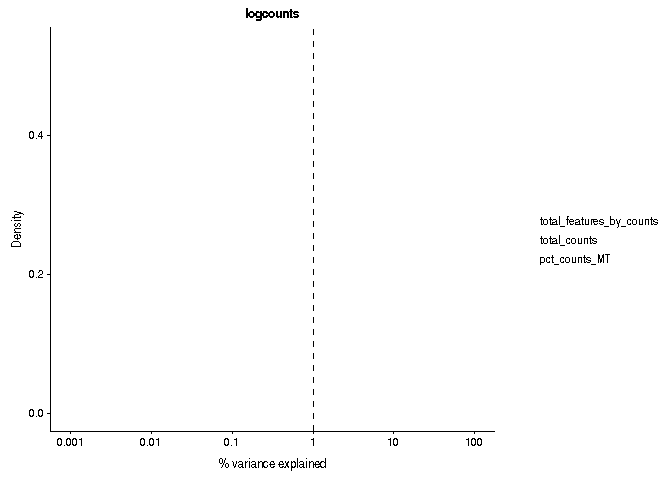 logcounts
Density
0.4
0.2
0.0
0.001 0.01 0.1 1 10 100
% variance explained
total_features_by_counts
total_counts
pct_counts_MT